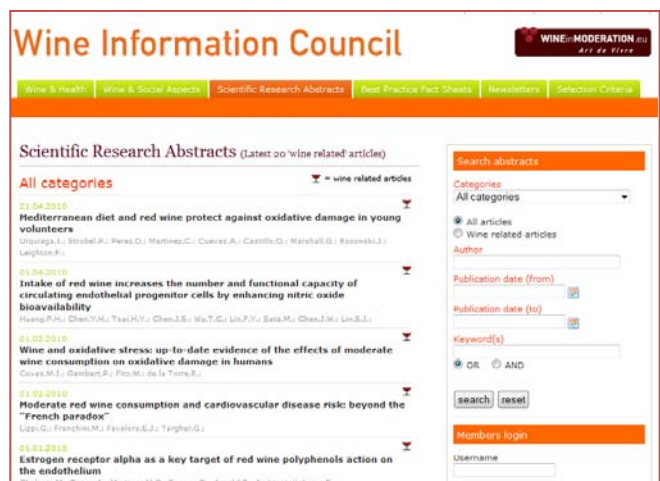 Wine Information Council
WINEinMODERATION.eu
Art de Vivre
Wine & Health
Wine & Social Aspects
Scientific Research Abstracts
Best Practice Fact Sheets
Newsletters
Selection Criteria
Scientific Research Abstracts (Latest 20 'wine related' articles)
All categories
= wine related articles
21.04.2010
Mediterranean diet and red wine protect against oxidative damage in young
volunteers
Urquiaga.I.; Strobel.P.; Perez.D.; Martinez.C.; Cuevas.A.; Castillo.O.; Marshall.G.; Rozowski.J.;
Leighton.F.;
01.04.2010
Intake of red wine increases the number and functional capacity of
circulating endothelial progenitor cells by enhancing nitric oxide
bioavailability
Huang.P.H.; Chen.Y.H.; Tsai.H.Y.; Chen.J.S.; Wu.T.C.; Lin.F.Y.; Sata.M.; Chen.J.W.; Lin.S.J.;
01.02.2010
Wine and oxidative stress: up-to-date evidence of the effects of moderate
wine consumption on oxidative damage in humans
Covas.M.I.; Gambert.P.; Fito.M.; de la Torre.R.;
01.02.2010
Moderate red wine consumption and cardiovascular disease risk: beyond the
"French paradox"
Lippi.G.; Franchini.M.; Favaloro.E.J.; Targher.G.;
01.01.2010
Estrogen receptor alpha as a key target of red wine polyphenols action on
the endothelium
Search abstracts
Categories
All categories
All articles
Wine related articles
Author
Publication date (from)
Publication date (to)
Keyword(s)
OR AND
search reset
Members login
Username